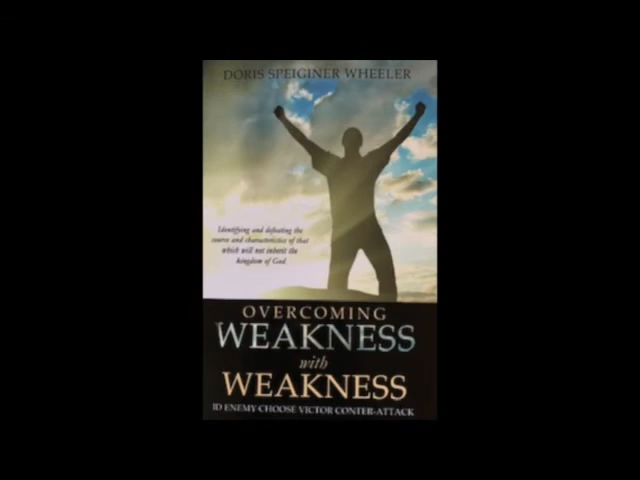 DORIS SPEIGINER WHEELER
Identifying and defeating the
source and characteristics of that
which will not inherit the
kingdom of God
OVERCOMING
WEAKNESS
with
WEAKNESS
ID ENEMY CHOOSE VICTOR CONTER-ATTACK